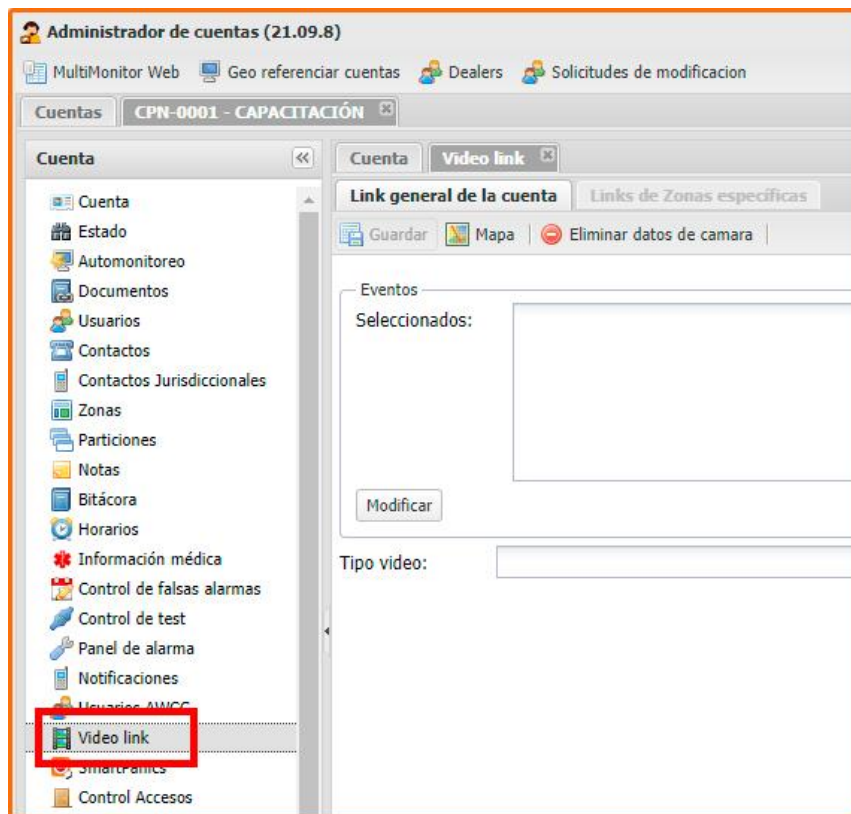 Administrador de cuentas (21.09.8)
MultiMonitor Web Geo referenciar cuentas Dealers Solicitudes de modificacion
Cuentas CPN-0001 - CAPACITACIÓN
Cuenta
Cuenta
Estado
Automonitoreo
Documentos
Usuarios
Contactos
Contactos Jurisdiccionales
Zonas
Particiones
Notas
Bitácora
Horarios
Información médica
Control de falsas alarmas
Control de test
Panel de alarma
Notificaciones
Usuarios AWCC
Video link
SmartPanics
Control Accesos
Cuenta Video link
Link general de la cuenta Links de Zonas específicas
Guardar Mapa Eliminar datos de camara
Eventos
Seleccionados:
Modificar
Tipo video: